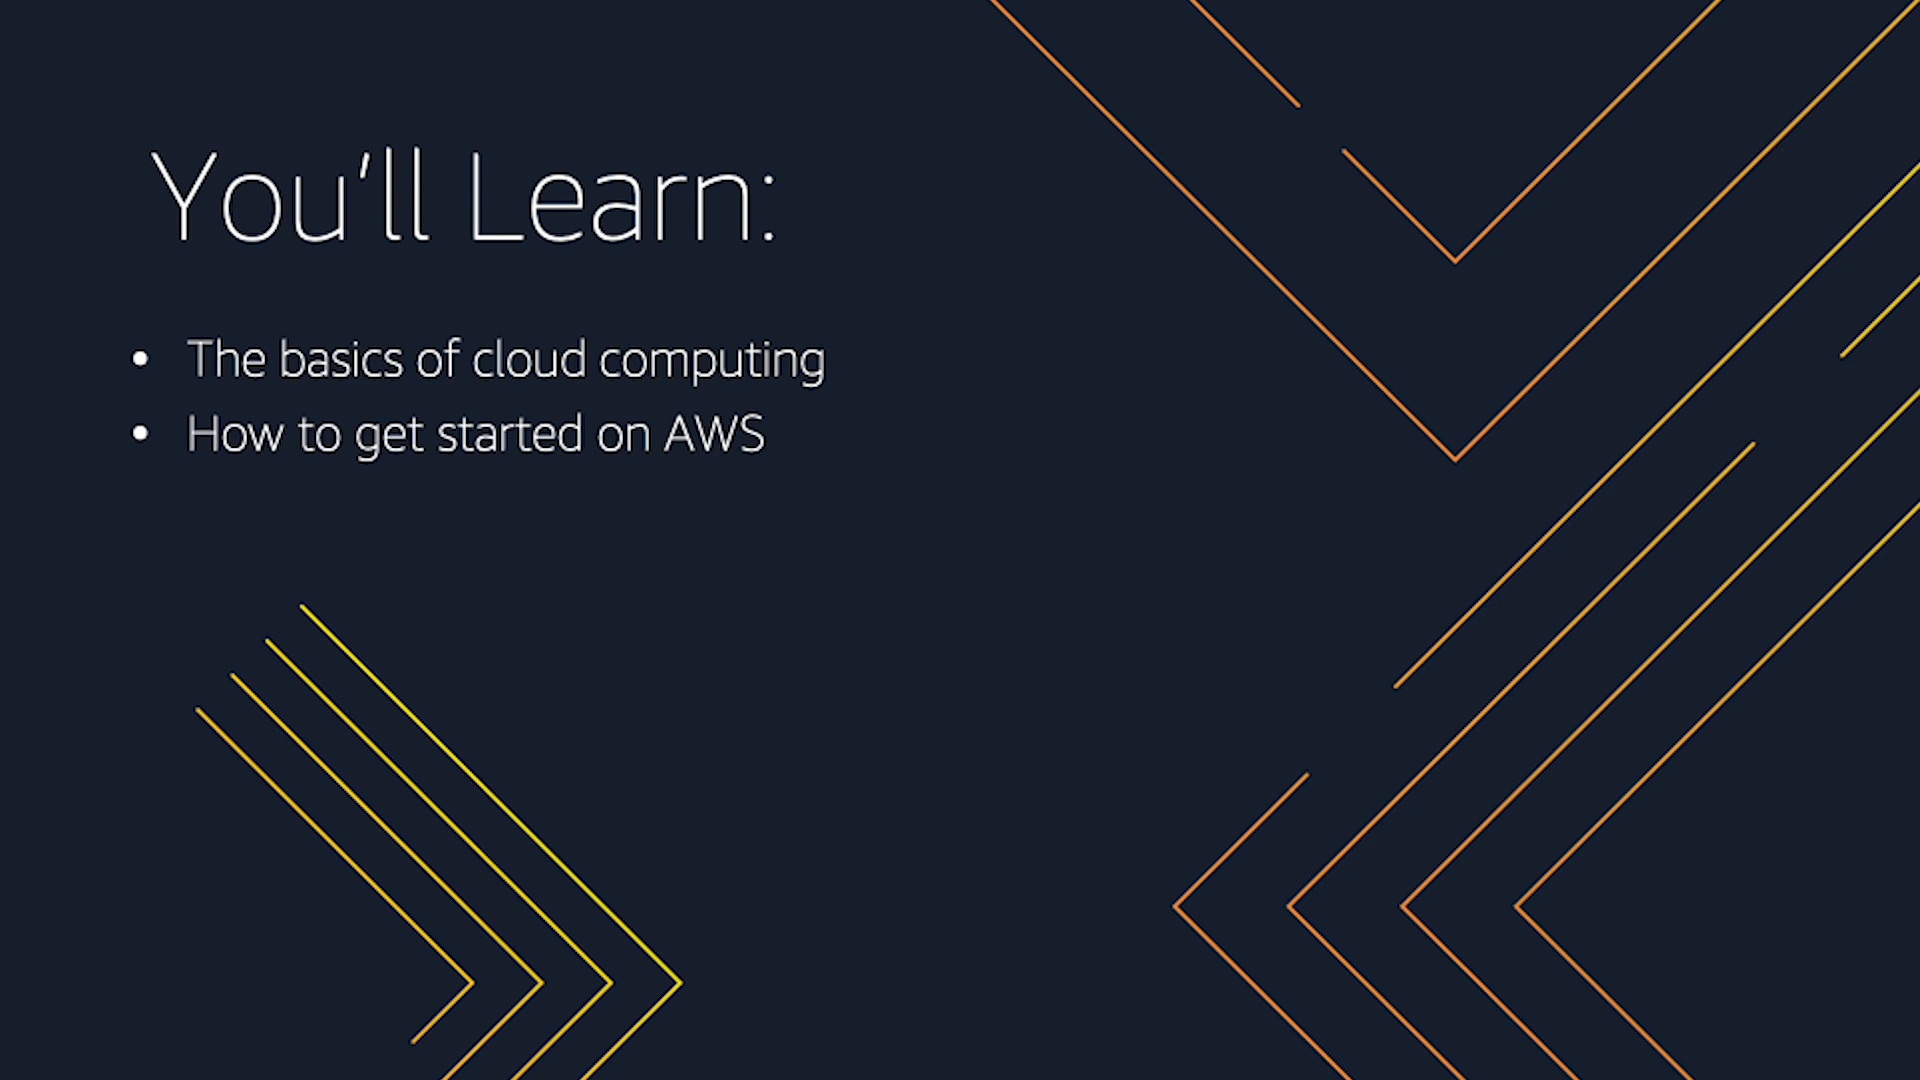 You’ll Learn:
• The basics of cloud computing
• How to get started on AWS